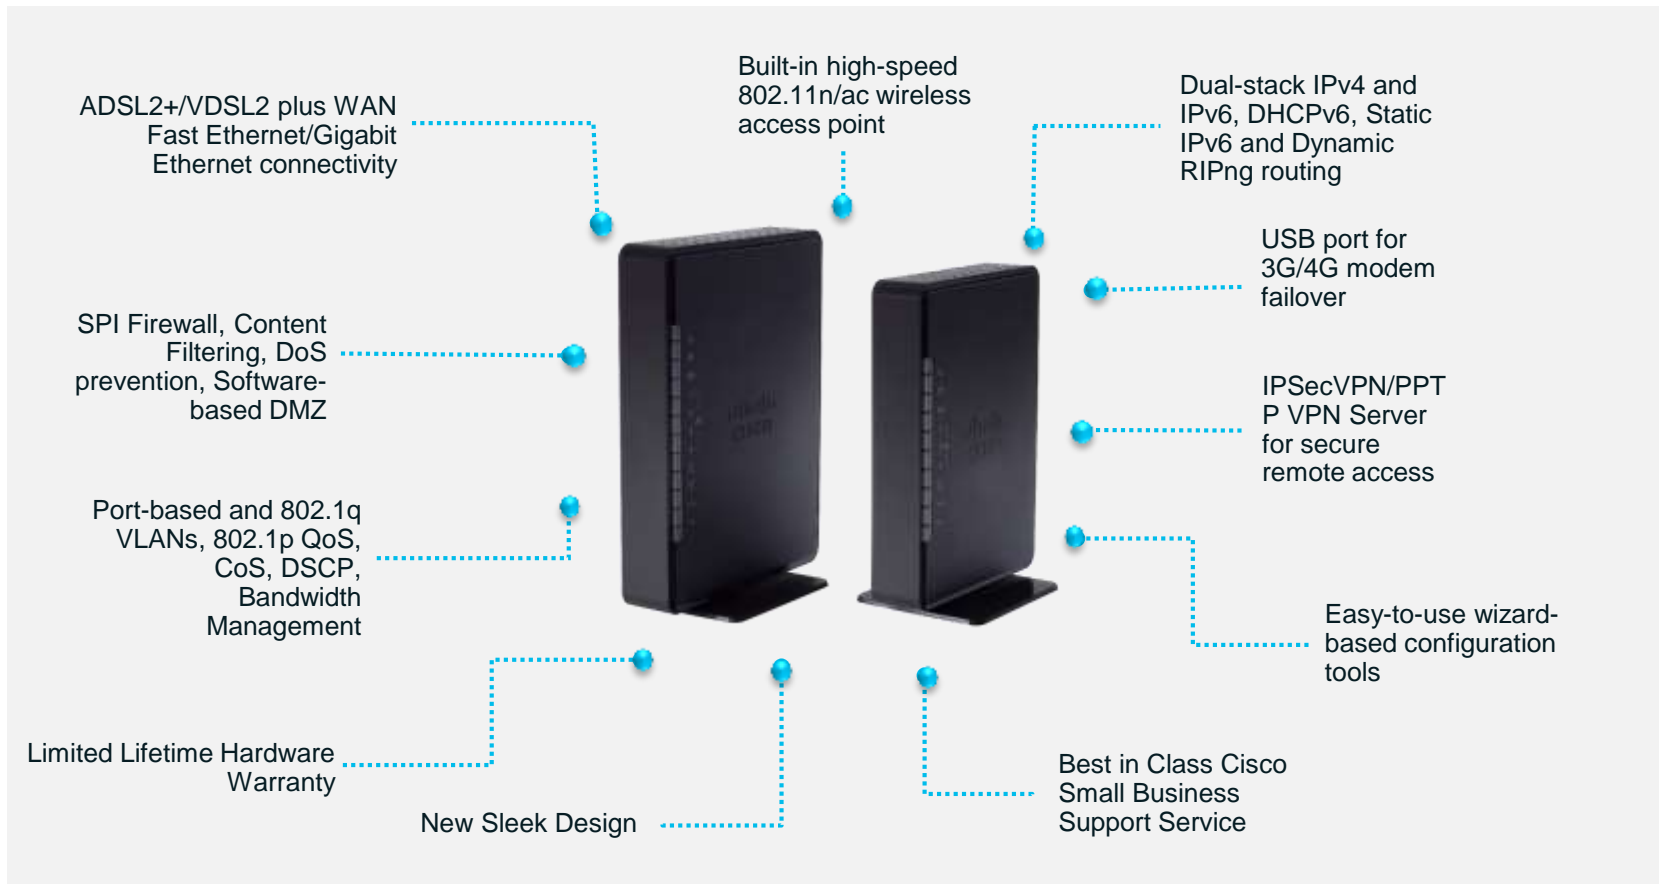 Built-in high-speed
802.11n/ac wireless
access point
ADSL2+/VDSL2 plus WAN
Fast Ethernet/Gigabit
Ethernet connectivity
Dual-stack IPv4 and
IPv6, DHCPv6, Static
IPv6 and Dynamic
RIPng routing
USB port for
3G/4G modem
failover
SPI Firewall, Content
Filtering, DoS
prevention, Software-
based DMZ
IPSecVPN/PPT
P VPN Server
for secure
remote access
Port-based and 802.1q
VLANs, 802.1p QoS,
CoS, DSCP,
Bandwidth
Management
Easy-to-use wizard-
based configuration
tools
Limited Lifetime Hardware
Warranty
New Sleek Design
Best in Class Cisco
Small Business
Support Service